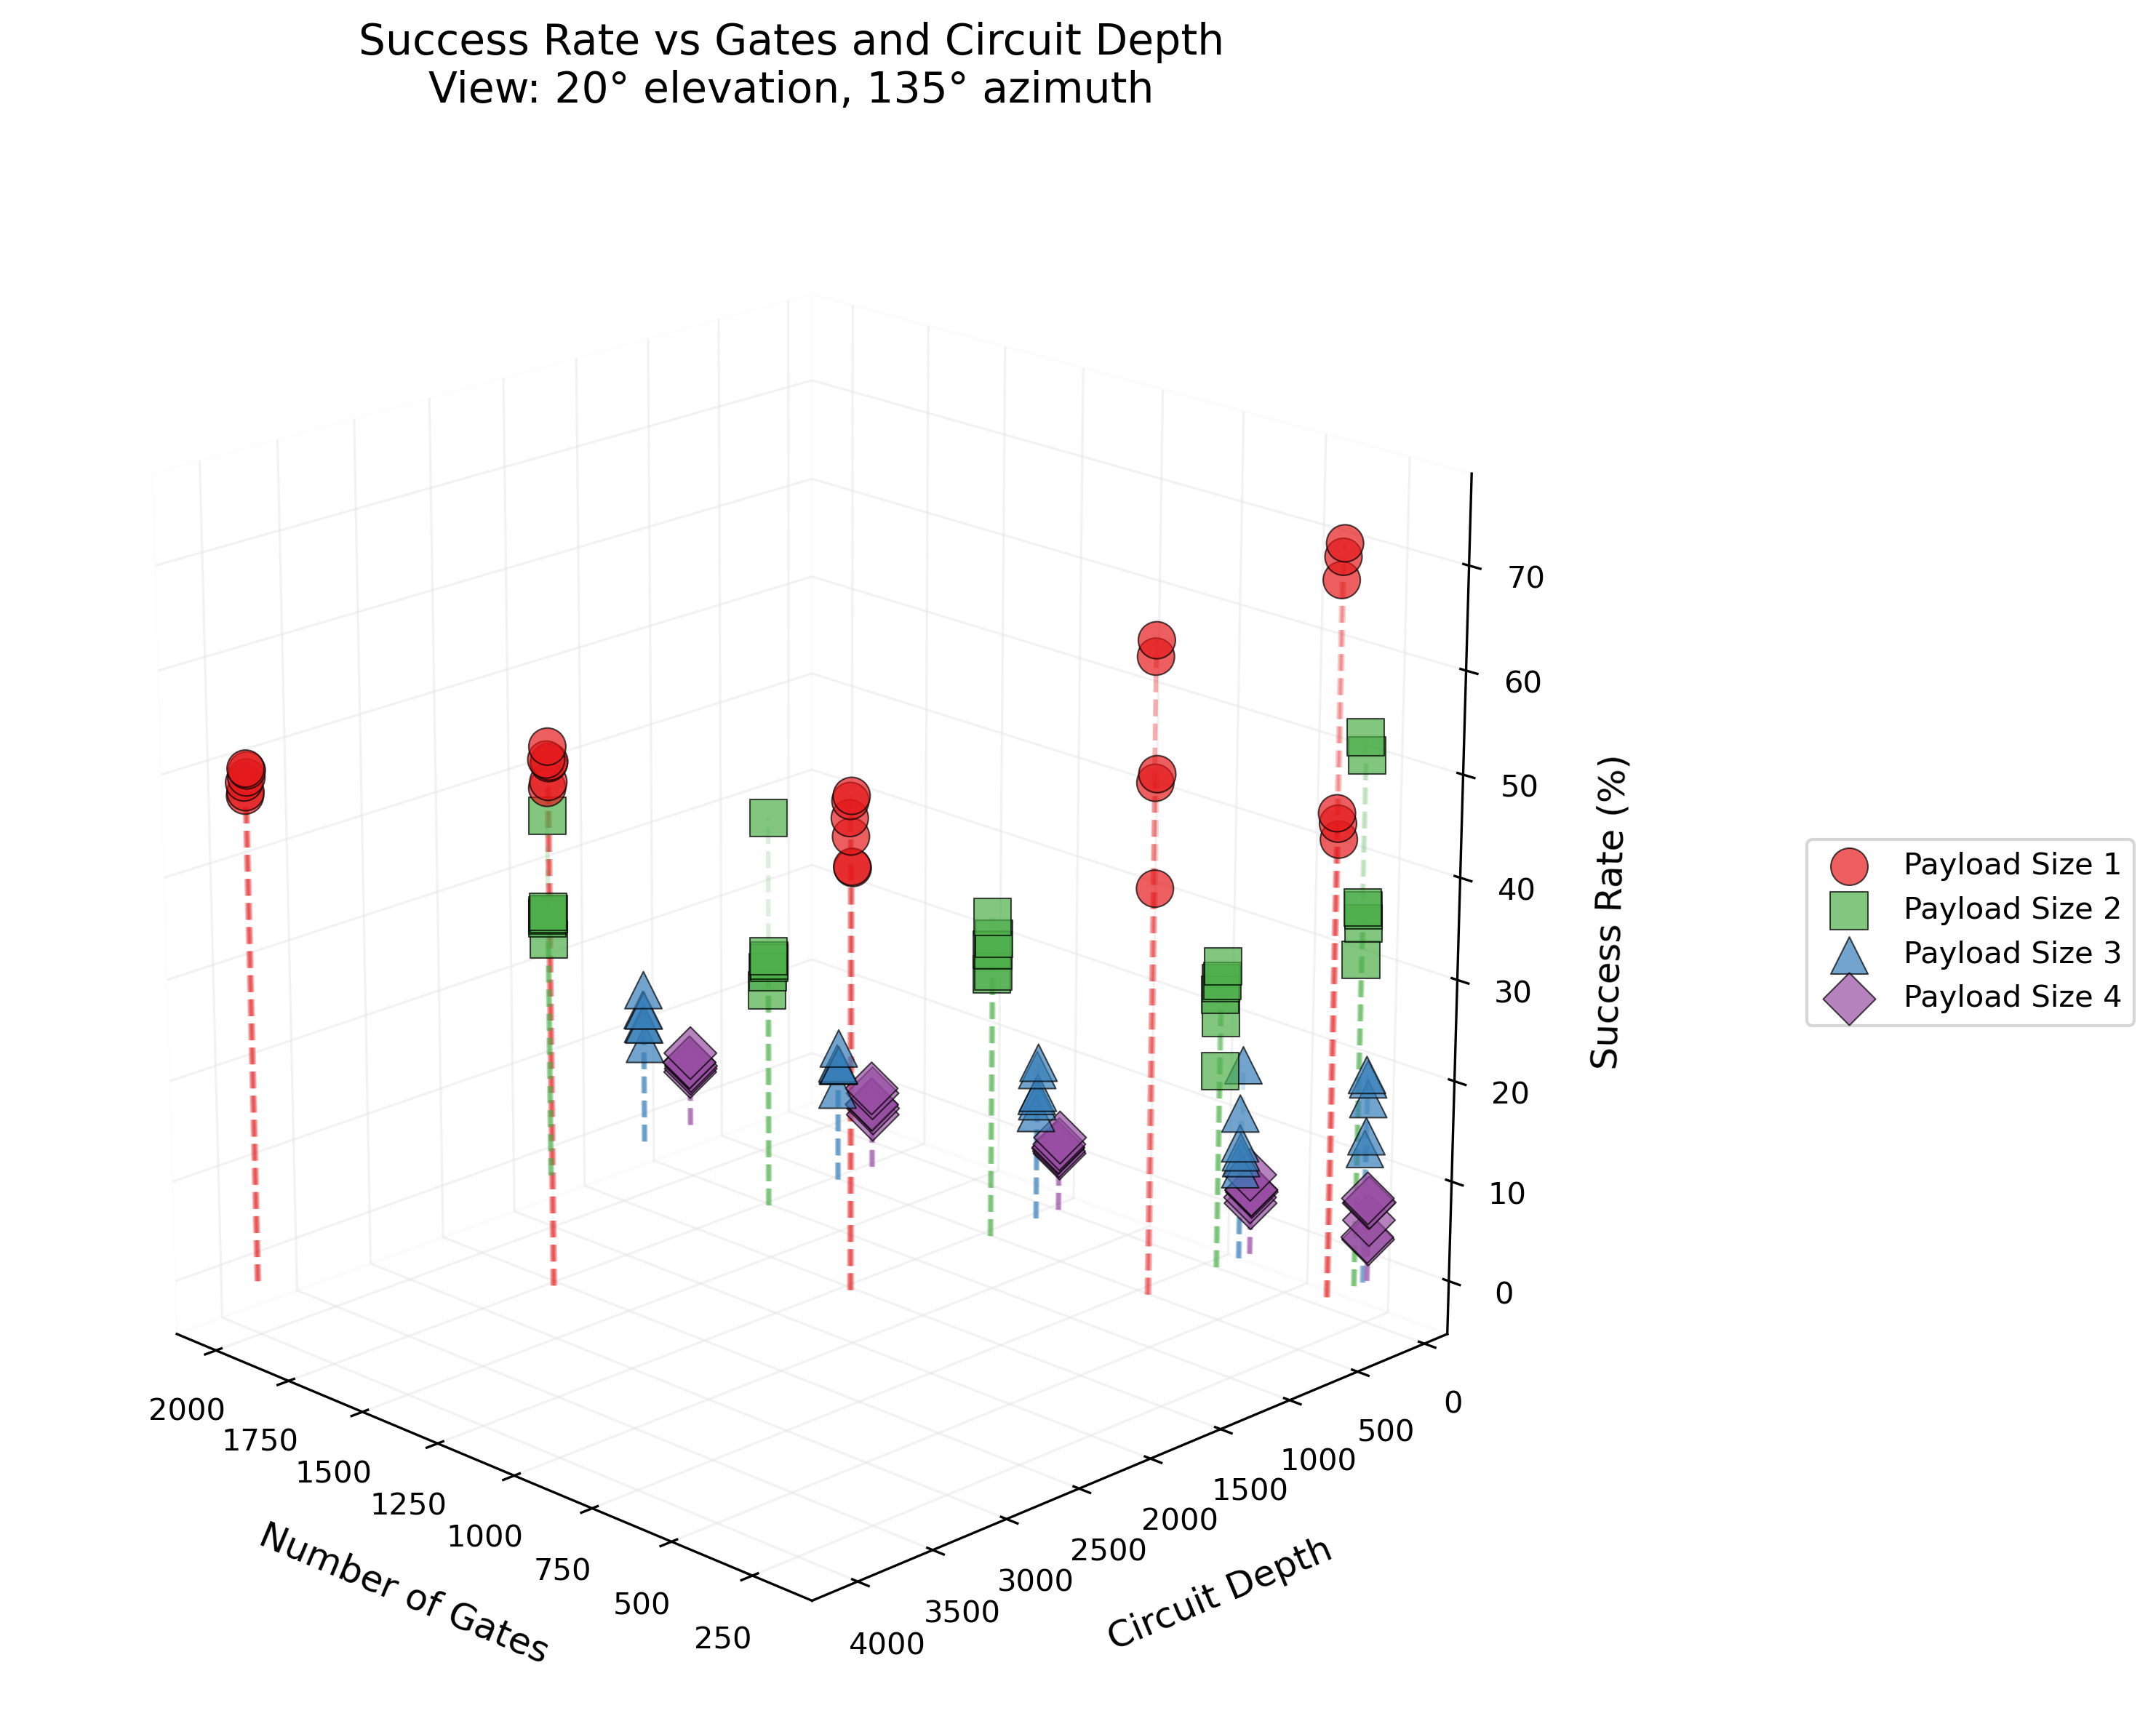 Success Rate vs Gates and Circuit Depth
View: 20° elevation, 135° azimuth
70
60
50
40
30
20
10
0
Success Rate (%)
Payload Size 1
Payload Size 2
Payload Size 3
Payload Size 4
2000
1750
1500
1250
1000
750
500
250
Number of Gates
0
500
1000
1500
2000
2500
3000
3500
4000
Circuit Depth